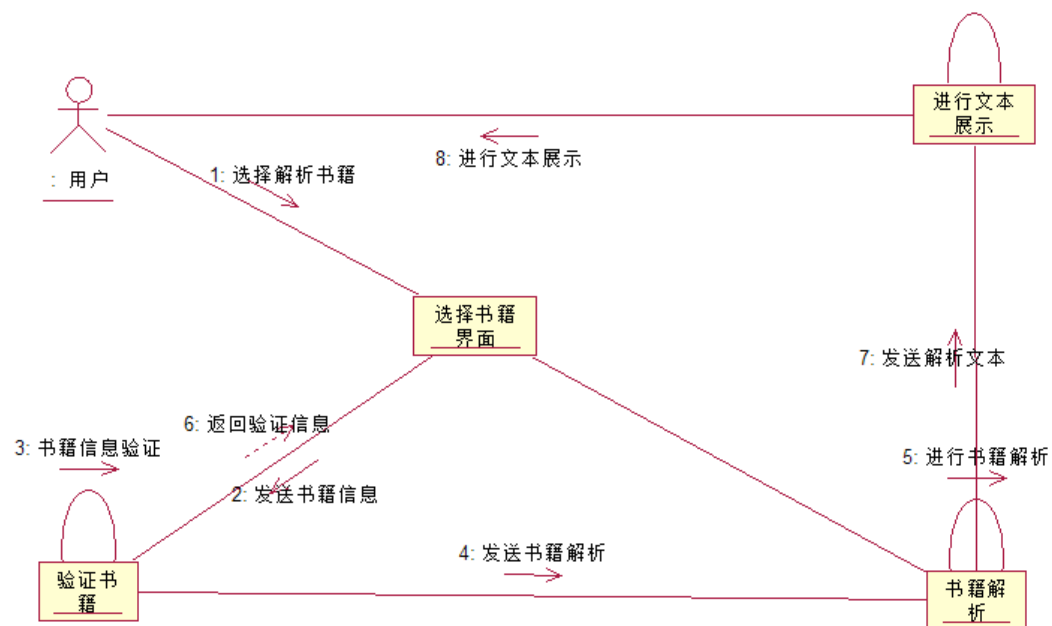 进行文本
展示
8: 进行文本展示
: 用户
1: 选择解析书籍
选择书籍
界面
7: 发送解析文本
6: 返回验证信息
3: 书籍信息验证
5: 进行书籍解析
2: 发送书籍信息
4: 发送书籍解析
验证书
籍
书籍解
析